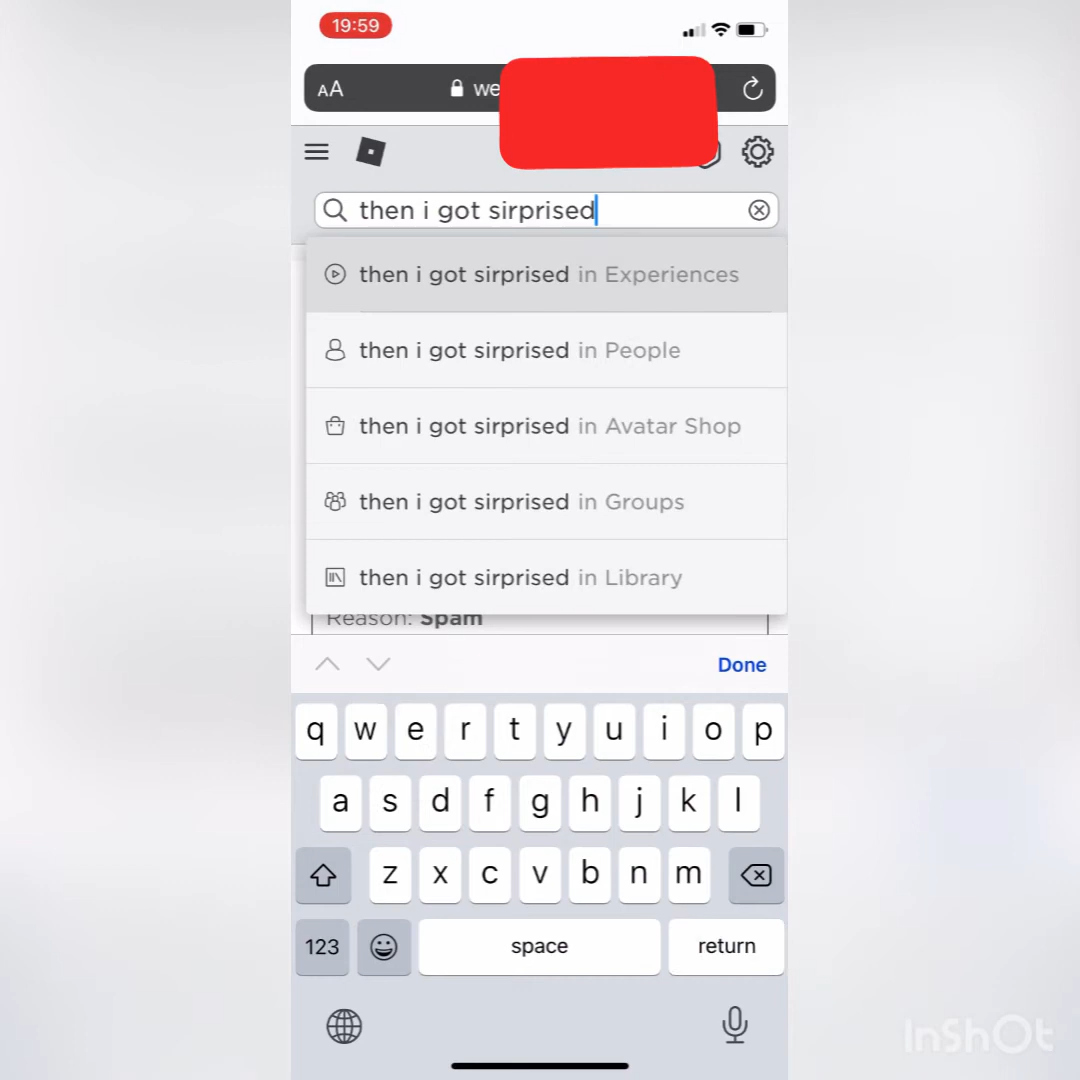 19:59
AA we
then i got sirprised
then i got sirprised in Experiences
then i got sirprised in People
then i got sirprised in Avatar Shop
then i got sirprised in Groups
then i got sirprised in Library
Reason: Spam
Done
q w e r t y u i o p
a s d f g h j k l
z x c v b n m
123 space return
InShOt